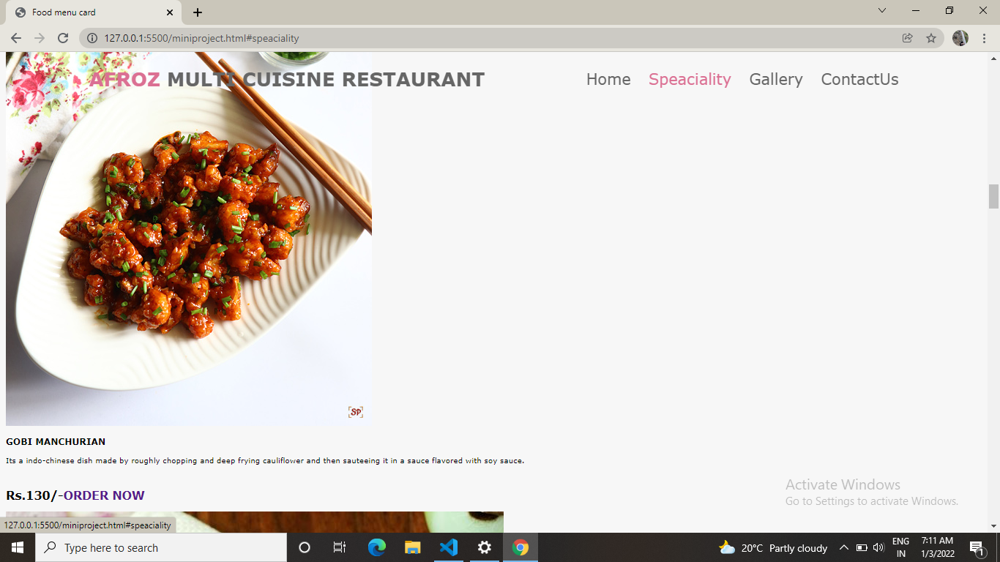 Food menu card
127.0.0.1:5500/miniproject.html#speaciality
AFROZ MULTI CUISINE RESTAURANT
Home Speaciality Gallery ContactUs
SP
GOBI MANCHURIAN
Its a indo-chinese dish made by roughly chopping and deep frying cauliflower and then sauteeing it in a sauce flavored with soy sauce.
Rs.130/-ORDER NOW
Activate Windows
Go to Settings to activate Windows.
127.0.0.1:5500/miniproject.html#speaciality
Type here to search
20°C Partly cloudy
ENG
IN
7:11 AM
1/3/2022
1